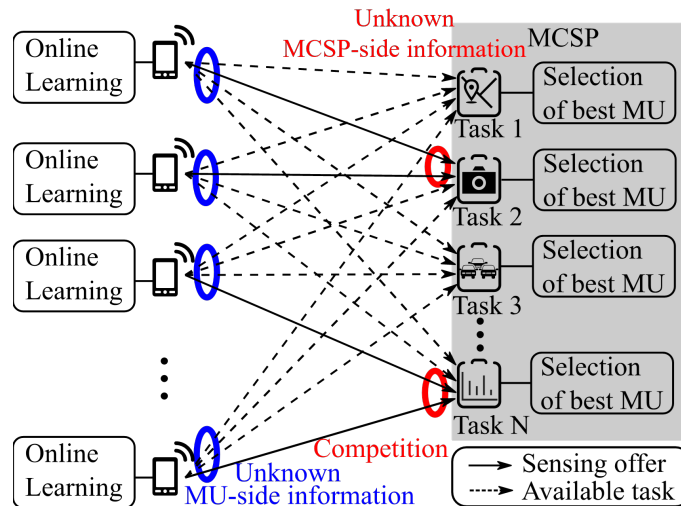 Unknown
MCSP-side information
MCSP
Online
Learning
Selection
of best MU
Task 1
Online
Learning
Selection
of best MU
Task 2
Online
Learning
Selection
of best MU
Task 3
Selection
of best MU
Task N
Competition
Online
Learning
Unknown
MU-side information
Sensing offer
Available task